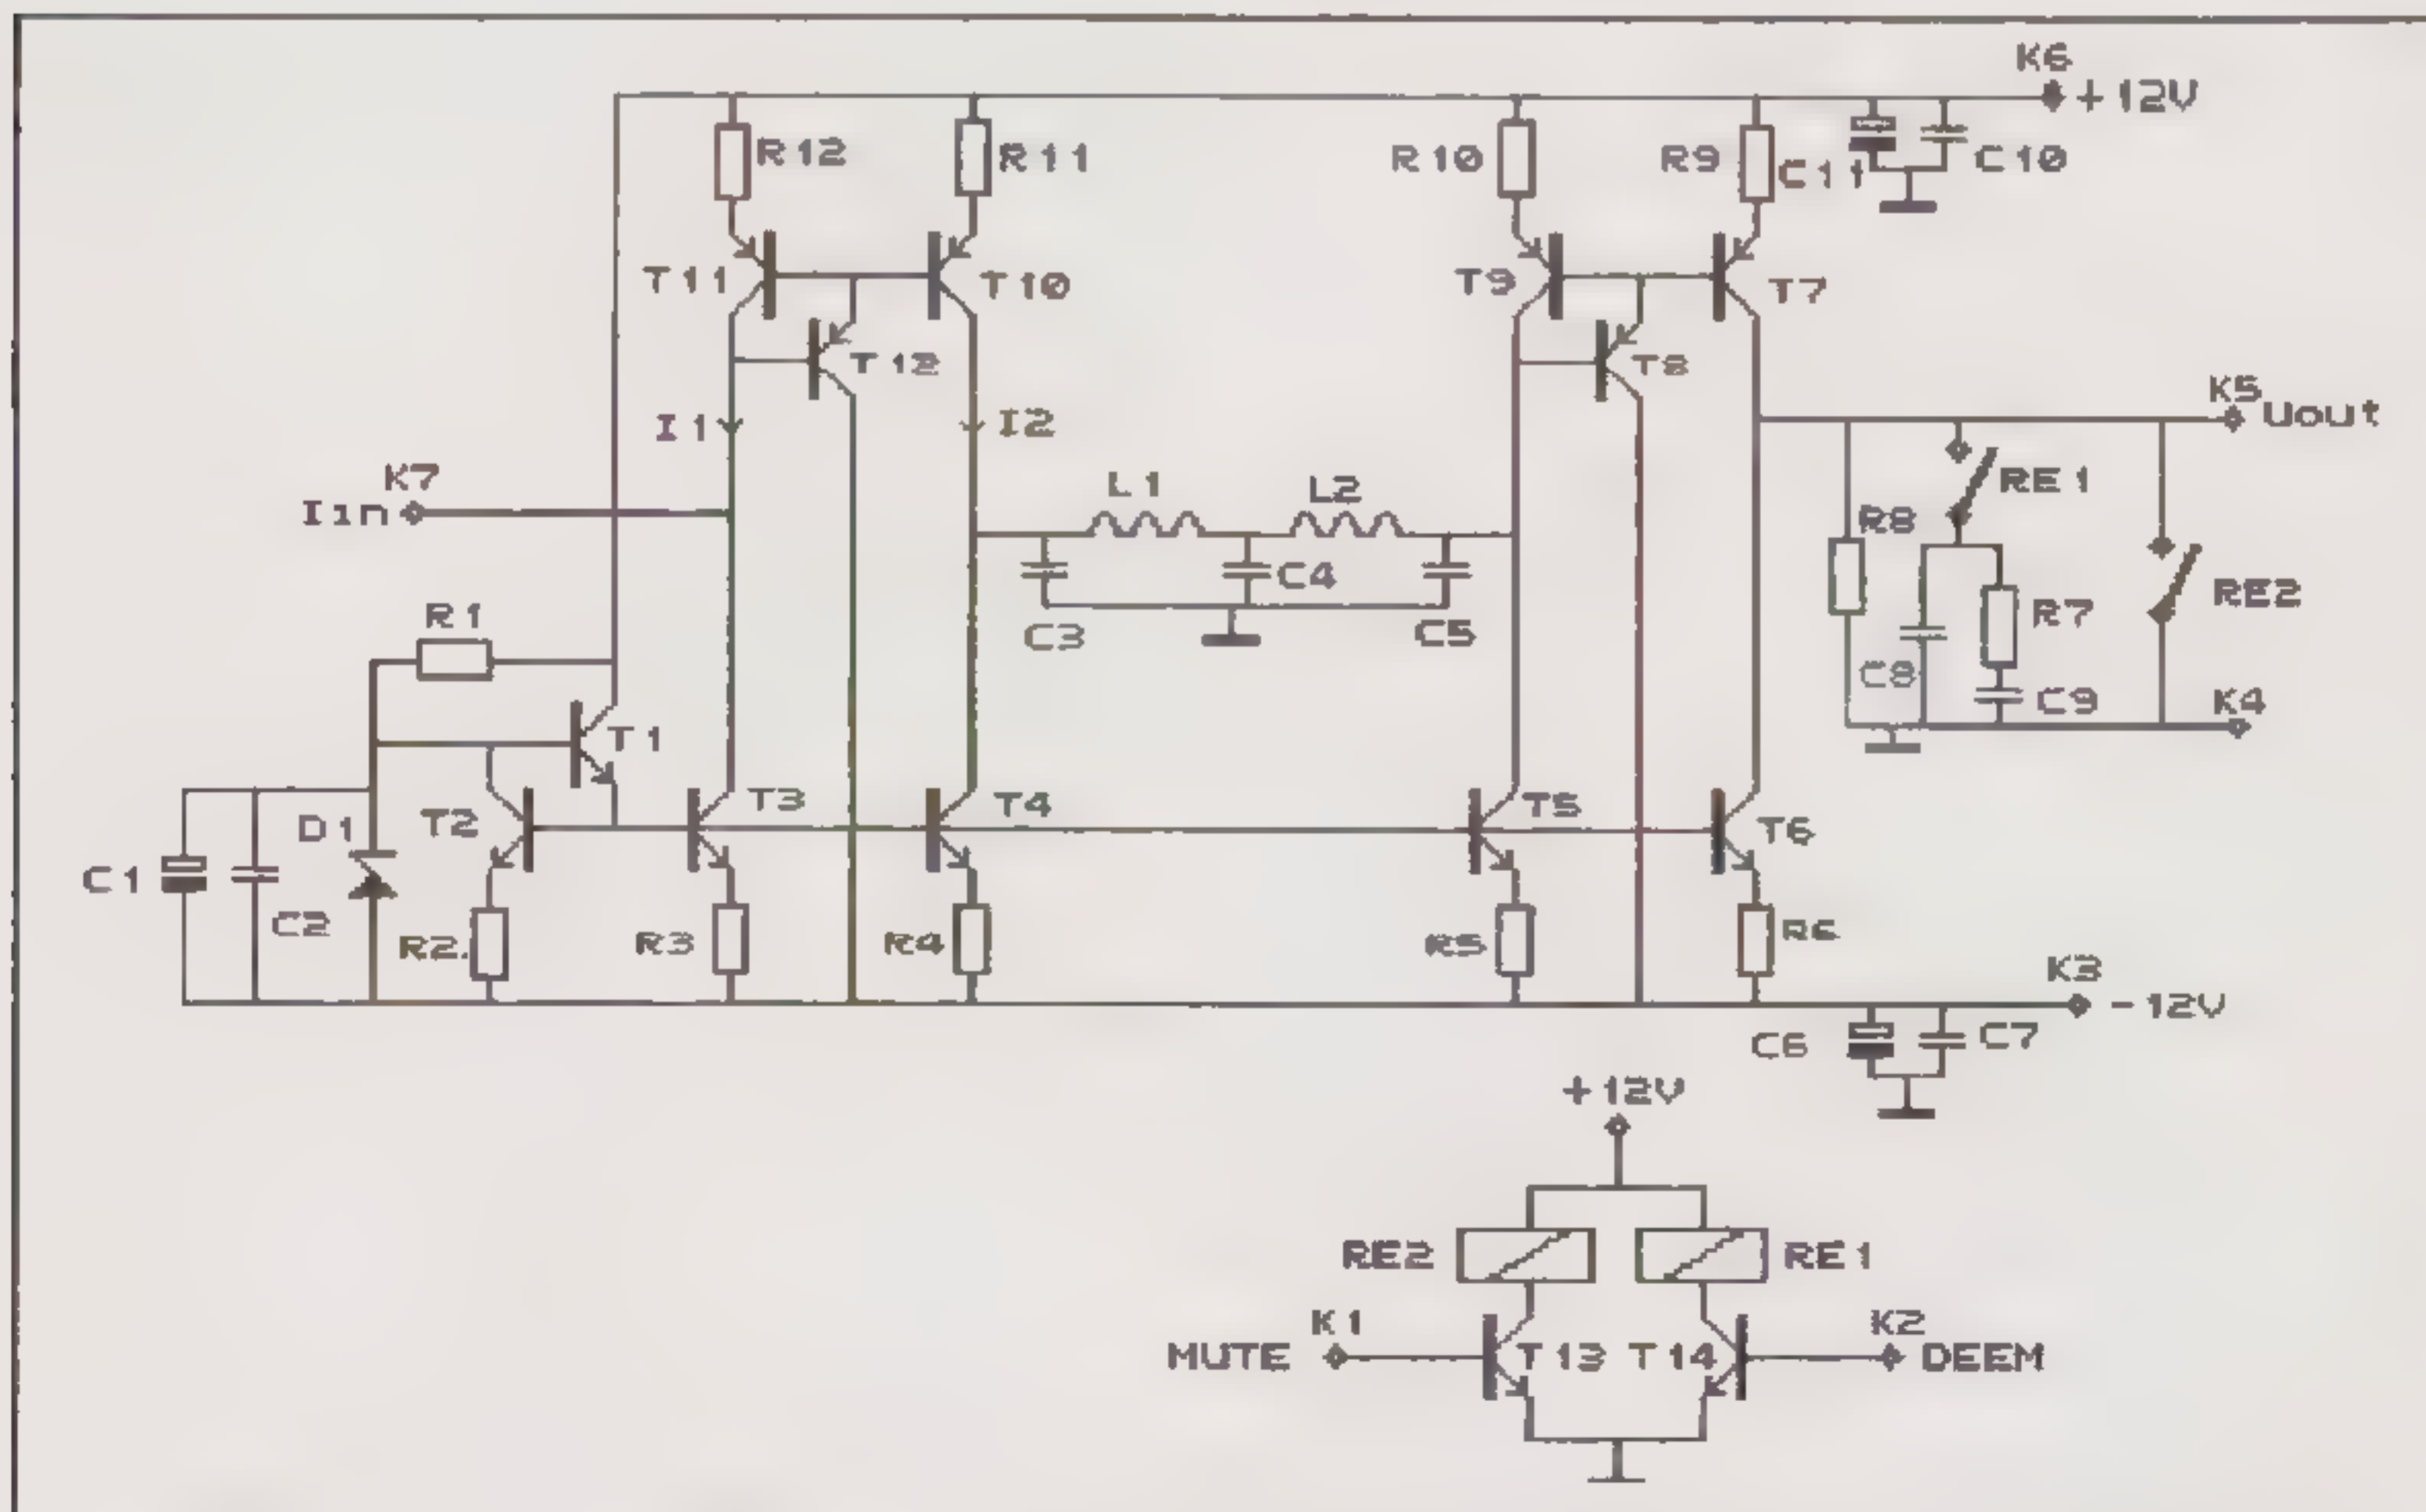 K6
+12V
R12
R11
R10
R9
C11
C10
T11
T10
T9
T7
T12
T8
I1
I2
K5
Uout
K7
Iin
L1
L2
RE1
R8
C4
RE2
R1
C3
C5
R7
C8
C9
K4
T1
T2
T3
T4
T5
T6
D1
C1
C2
R2.
R3
R4
R5
R6
K3
-12V
C6
C7
+12V
RE2
RE1
K1
K2
MUTE
T13
T14
DEEM